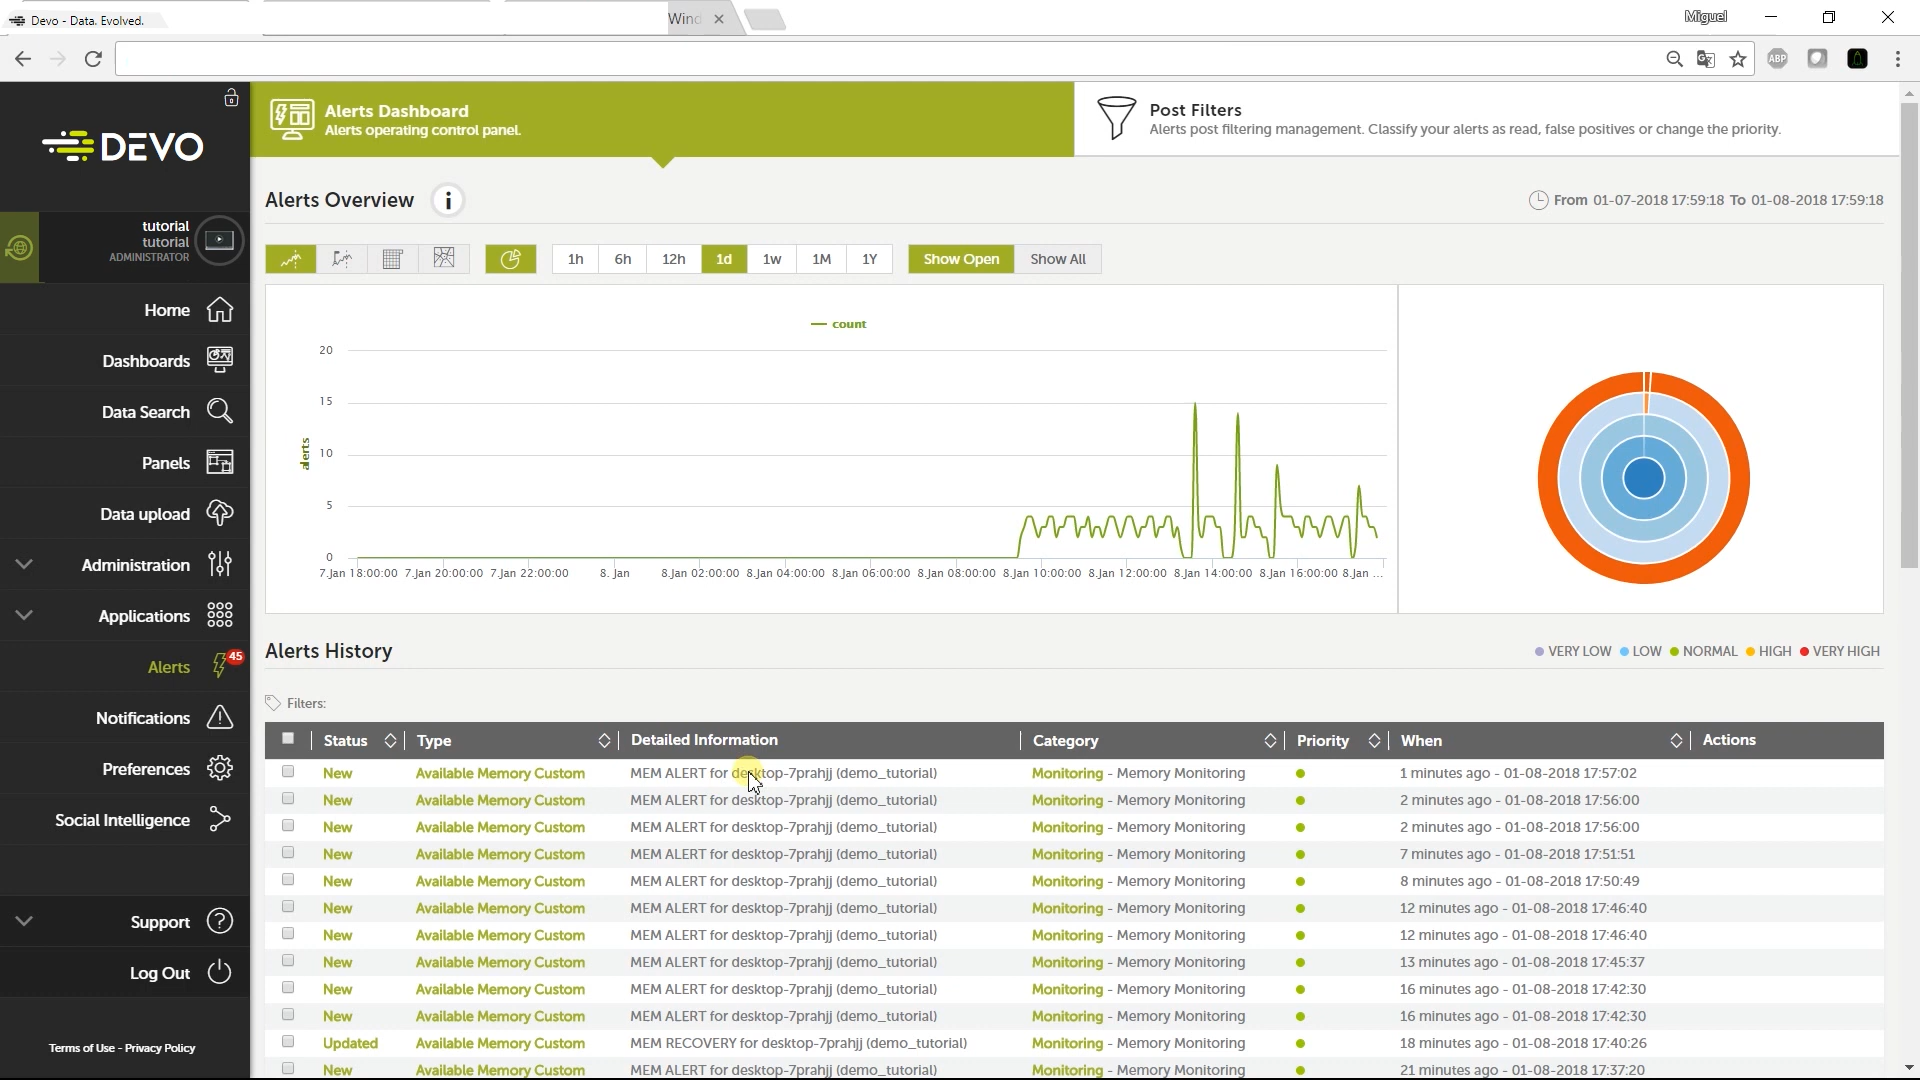 Devo - Data. Evolved.
Wind
Miguel
ABP
DEVO
tutorial
tutorial
ADMINISTRATOR
Home
Dashboards
Data Search
Panels
Data upload
Administration
Applications
Alerts 45
Notifications
Preferences
Social Intelligence
Support
Log Out
Terms of Use - Privacy Policy
Alerts Dashboard
Alerts operating control panel.
Post Filters
Alerts post filtering management. Classify your alerts as read, false positives or change the priority.
Alerts Overview i
From 01-07-2018 17:59:18 To 01-08-2018 17:59:18
1h 6h 12h 1d 1w 1M 1Y Show Open Show All
count
alerts
20
15
10
5
0
7.Jan 18:00:00 7.Jan 20:00:00 7.Jan 22:00:00 8. Jan 8.Jan 02:00:00 8.Jan 04:00:00 8.Jan 06:00:00 8.Jan 08:00:00 8.Jan 10:00:00 8.Jan 12:00:00 8.Jan 14:00:00 8.Jan 16:00:00 8.Jan ...
Alerts History
VERY LOW LOW NORMAL HIGH VERY HIGH
Filters:
Status Type Detailed Information Category Priority When Actions
New Available Memory Custom MEM ALERT for desktop-7prahjj (demo_tutorial) Monitoring - Memory Monitoring 1 minutes ago - 01-08-2018 17:57:02
New Available Memory Custom MEM ALERT for desktop-7prahjj (demo_tutorial) Monitoring - Memory Monitoring 2 minutes ago - 01-08-2018 17:56:00
New Available Memory Custom MEM ALERT for desktop-7prahjj (demo_tutorial) Monitoring - Memory Monitoring 2 minutes ago - 01-08-2018 17:56:00
New Available Memory Custom MEM ALERT for desktop-7prahjj (demo_tutorial) Monitoring - Memory Monitoring 7 minutes ago - 01-08-2018 17:51:51
New Available Memory Custom MEM ALERT for desktop-7prahjj (demo_tutorial) Monitoring - Memory Monitoring 8 minutes ago - 01-08-2018 17:50:49
New Available Memory Custom MEM ALERT for desktop-7prahjj (demo_tutorial) Monitoring - Memory Monitoring 12 minutes ago - 01-08-2018 17:46:40
New Available Memory Custom MEM ALERT for desktop-7prahjj (demo_tutorial) Monitoring - Memory Monitoring 12 minutes ago - 01-08-2018 17:46:40
New Available Memory Custom MEM ALERT for desktop-7prahjj (demo_tutorial) Monitoring - Memory Monitoring 13 minutes ago - 01-08-2018 17:45:37
New Available Memory Custom MEM ALERT for desktop-7prahjj (demo_tutorial) Monitoring - Memory Monitoring 16 minutes ago - 01-08-2018 17:42:30
New Available Memory Custom MEM ALERT for desktop-7prahjj (demo_tutorial) Monitoring - Memory Monitoring 16 minutes ago - 01-08-2018 17:42:30
Updated Available Memory Custom MEM RECOVERY for desktop-7prahjj (demo_tutorial) Monitoring - Memory Monitoring 18 minutes ago - 01-08-2018 17:40:26
New Available Memory Custom MEM ALERT for desktop-7prahjj (demo_tutorial) Monitoring - Memory Monitoring 21 minutes ago - 01-08-2018 17:37:20